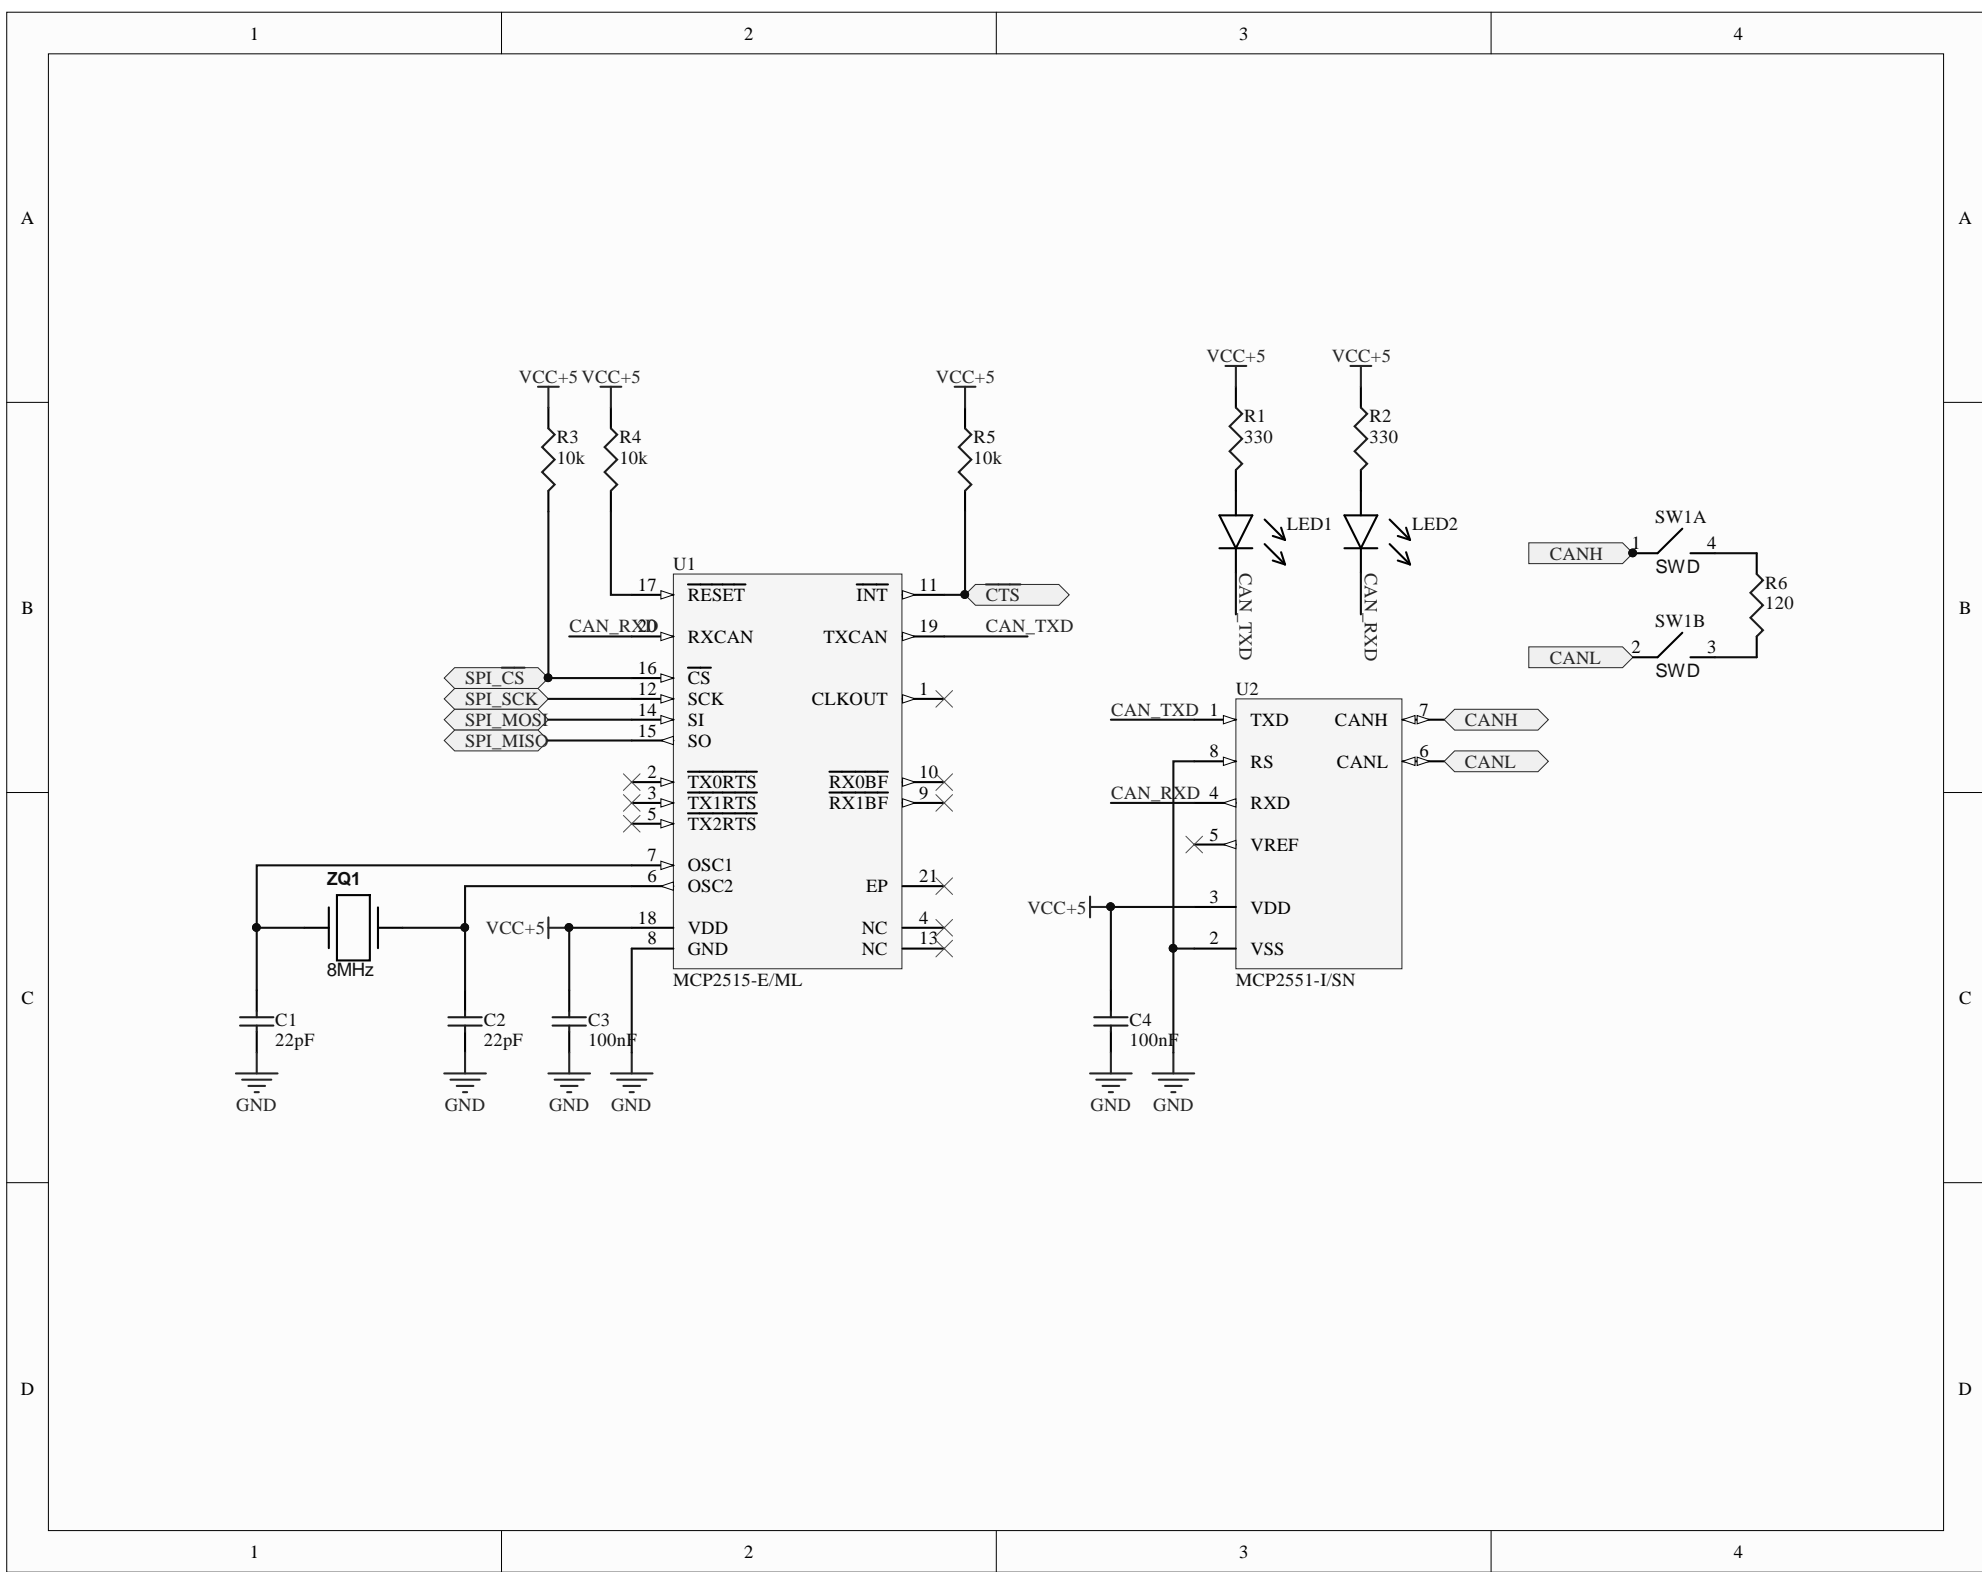 1 2 3 4
A A
VCC+5 VCC+5
VCC+5 VCC+5 VCC+5
R1
330
R2
330
R3
10k
R4
10k
R5
10k
LED1 LED2
CAN_TXD
CAN_RXD
SW1A
CANH 1 4
SWD
R6
120
SW1B
CANL 2 3
SWD
B B
U1
17 RESET INT 11 CTS
CAN_RXD 20 RXCAN TXCAN 19 CAN_TXD
SPI_CS 16 CS
SPI_SCK 12 SCK CLKOUT 1
SPI_MOSI 14 SI
SPI_MISO 15 SO
2 TX0RTS RX0BF 10
3 TX1RTS RX1BF 9
5 TX2RTS
7 OSC1
6 OSC2 EP 21
VCC+5 18 VDD NC 4
8 GND NC 13
MCP2515-E/ML
ZQ1
8MHz
U2
CAN_TXD 1 TXD CANH 7 CANH
8 RS CANL 6 CANL
CAN_RXD 4 RXD
5 VREF
VCC+5 3 VDD
2 VSS
MCP2551-I/SN
C C
C1
22pF
C2
22pF
C3
100nF
C4
100nF
GND GND GND GND GND GND
D D
1 2 3 4